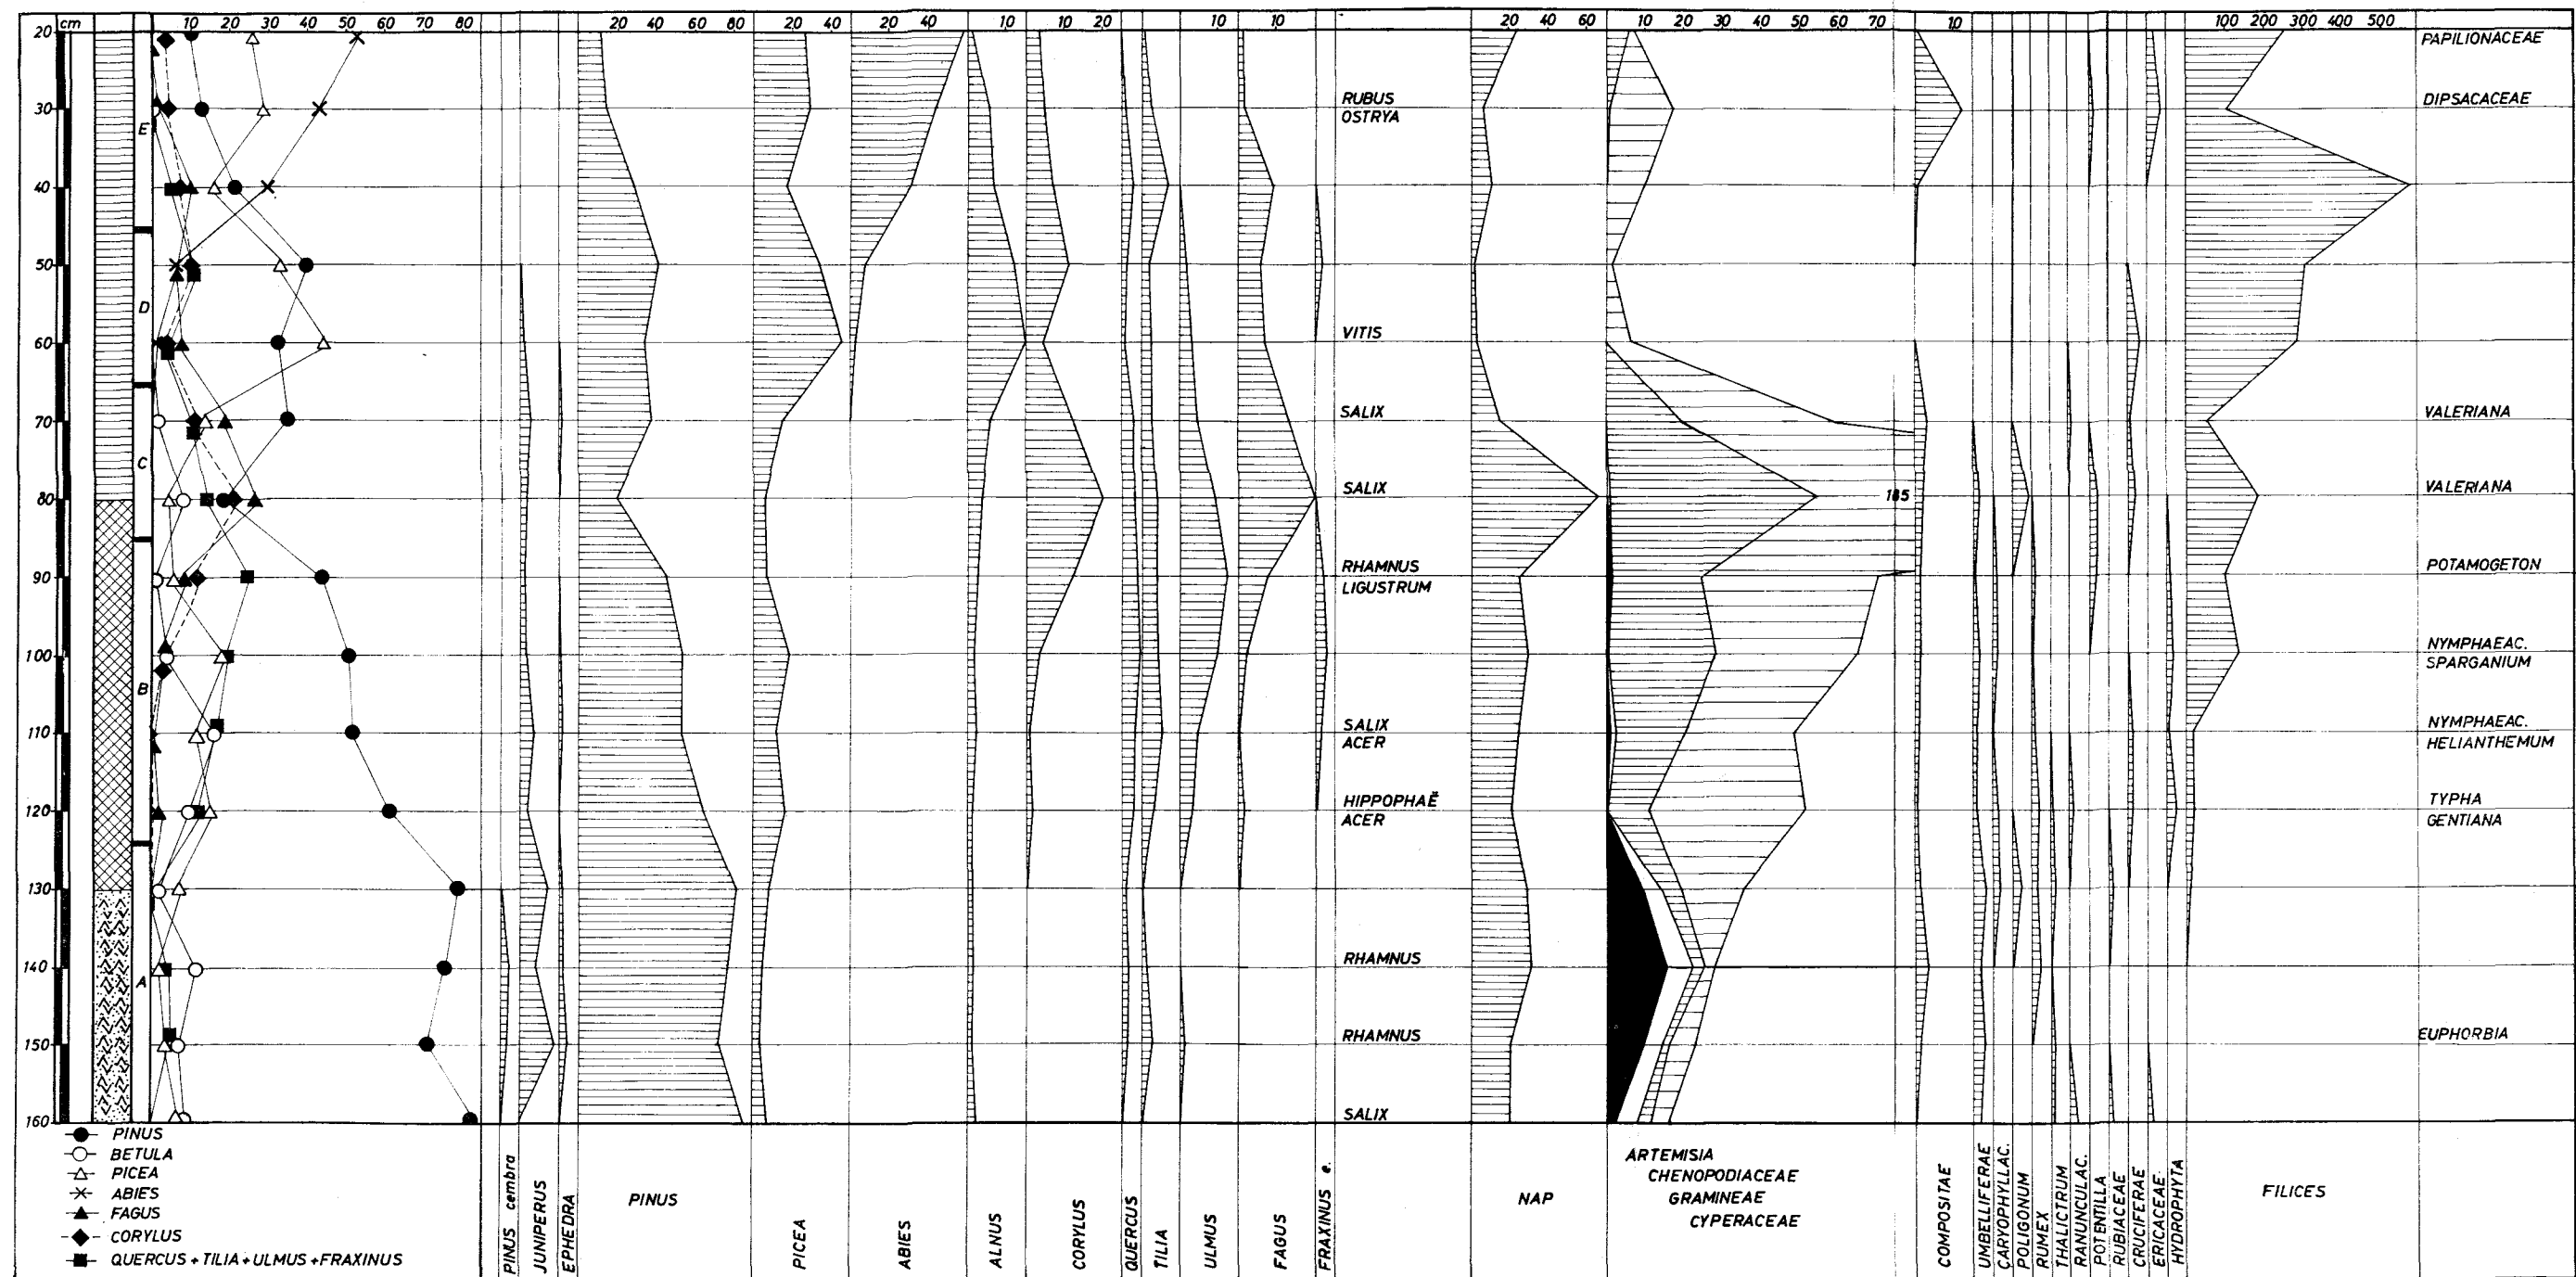 cm 10 20 30 40 50 60 70 80 20 40 60 80 20 40 20 40 10 10 20 10 10 20 40 60 10 20 30 50 60 70 10 100 200 300 400 500
20 PAPILIONACEAE
30 RUBUS DIPSACACEAE
OSTRYA
E
40
50
D
60 VITIS
70 SALIX VALERIANA
C
80 SALIX 185 VALERIANA
90 RHAMNUS POTAMOGETON
LIGUSTRUM
100 NYMPHAEAC.
SPARGANIUM
B
110 SALIX NYMPHAEAC.
ACER HELIANTHEMUM
120 HIPPOPHAË TYPHA
ACER GENTIANA
130
140 RHAMNUS
A
150 RHAMNUS EUPHORBIA
160 SALIX
PINUS
BETULA
PICEA
ABIES
FAGUS
CORYLUS
QUERCUS + TILIA + ULMUS + FRAXINUS
PINUS cembra
JUNIPERUS
EPHEDRA
PINUS
PICEA
ABIES
ALNUS
CORYLUS
QUERCUS
TILIA
ULMUS
FAGUS
FRAXINUS e.
NAP
ARTEMISIA
CHENOPODIACEAE
GRAMINEAE
CYPERACEAE
COMPOSITAE
UMBELLIFERAE
CARYOPHYLAC.
POLIGONUM
RUMEX
THALICTRUM
RANUNCULAC.
POTENTILLA
RUBIACEAE
CRUCIFERAE
ERICACEAE
HYDROPHYTA
FILICES